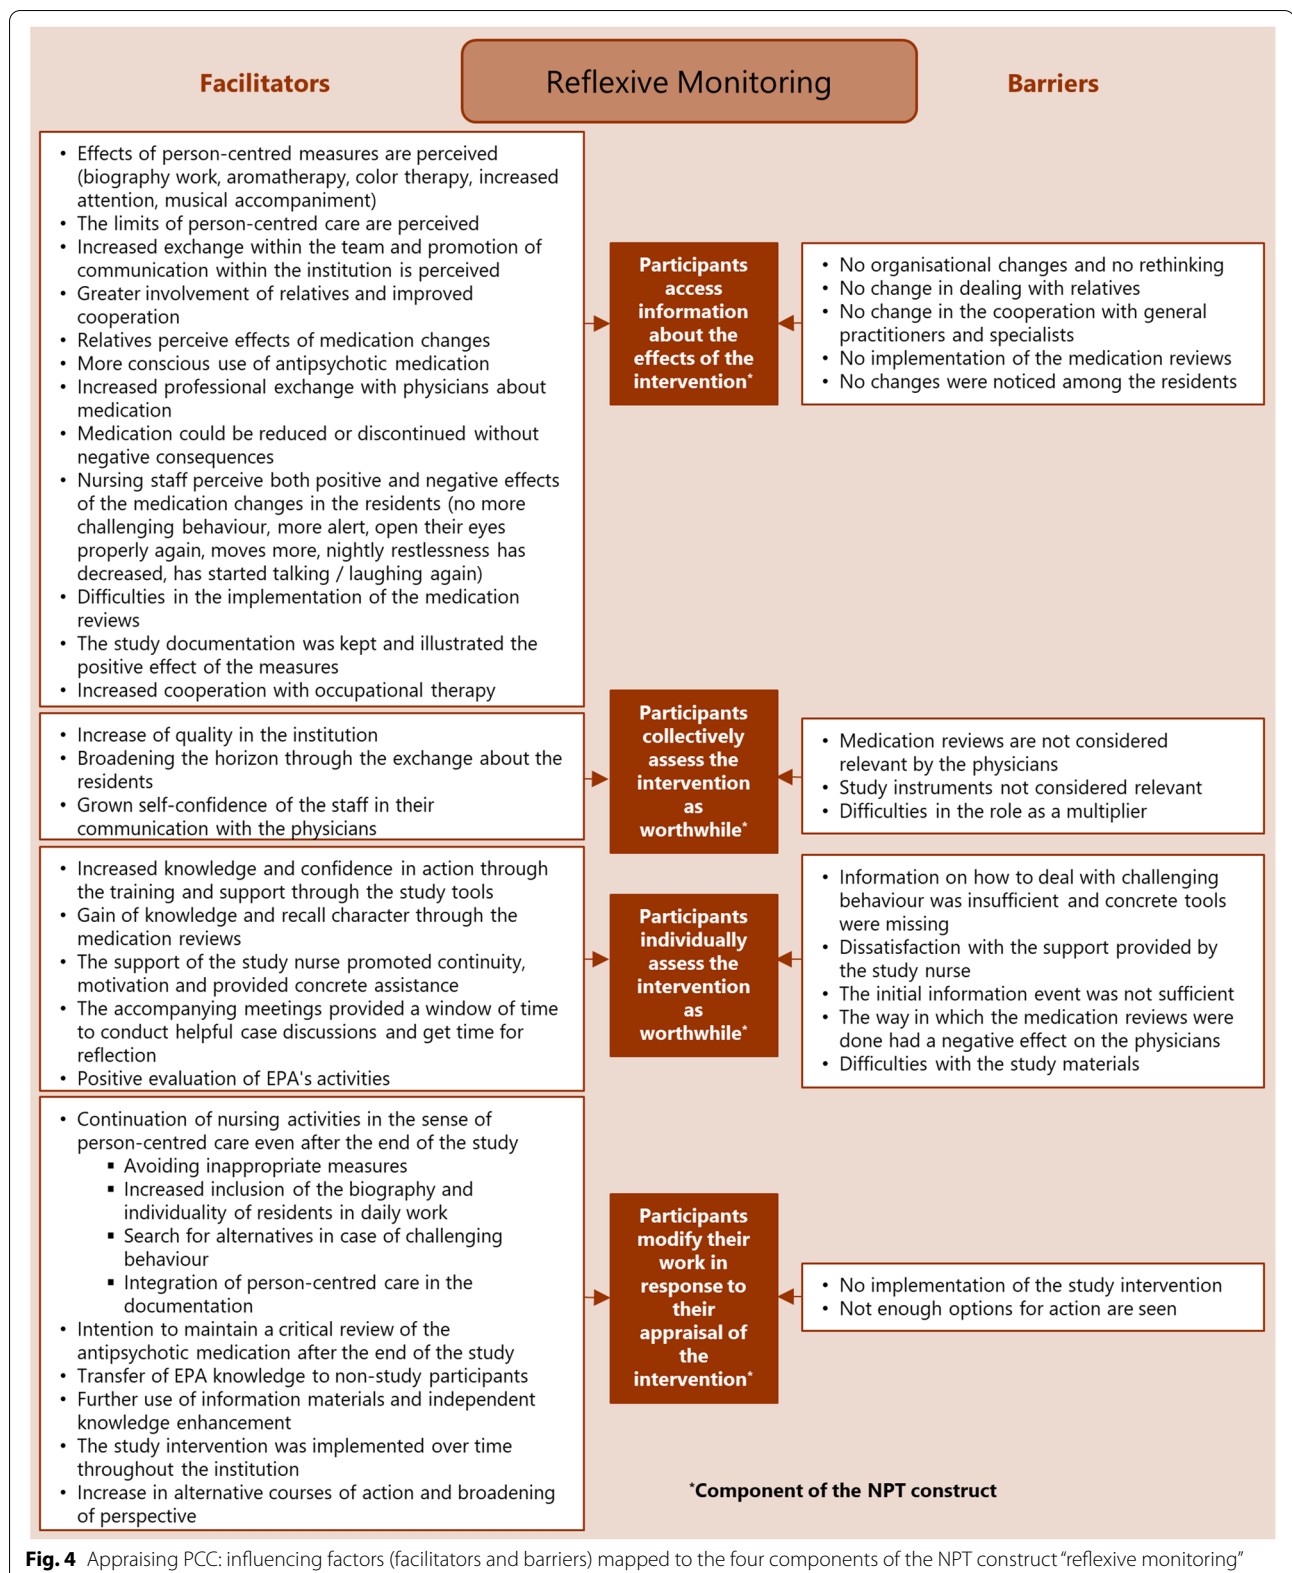 Facilitators
Reflexive Monitoring
Barriers
• Effects of person-centred measures are perceived
(biography work, aromatherapy, color therapy, increased
attention, musical accompaniment)
• The limits of person-centred care are perceived
• Increased exchange within the team and promotion of
communication within the institution is perceived
• Greater involvement of relatives and improved
cooperation
• Relatives perceive effects of medication changes
• More conscious use of antipsychotic medication
• Increased professional exchange with physicians about
medication
• Medication could be reduced or discontinued without
negative consequences
• Nursing staff perceive both positive and negative effects
of the medication changes in the residents (no more
challenging behaviour, more alert, open their eyes
properly again, moves more, nightly restlessness has
decreased, has started talking / laughing again)
• Difficulties in the implementation of the medication
reviews
• The study documentation was kept and illustrated the
positive effect of the measures
• Increased cooperation with occupational therapy
Participants
access
information
about the
effects of the
intervention*
• No organisational changes and no rethinking
• No change in dealing with relatives
• No change in the cooperation with general
practitioners and specialists
• No implementation of the medication reviews
• No changes were noticed among the residents
• Increase of quality in the institution
• Broadening the horizon through the exchange about the
residents
• Grown self-confidence of the staff in their
communication with the physicians
Participants
collectively
assess the
intervention
as
worthwhile*
• Medication reviews are not considered
relevant by the physicians
• Study instruments not considered relevant
• Difficulties in the role as a multiplier
• Increased knowledge and confidence in action through
the training and support through the study tools
• Gain of knowledge and recall character through the
medication reviews
• The support of the study nurse promoted continuity,
motivation and provided concrete assistance
• The accompanying meetings provided a window of time
to conduct helpful case discussions and get time for
reflection
• Positive evaluation of EPA's activities
Participants
individually
assess the
intervention
as
worthwhile*
• Information on how to deal with challenging
behaviour was insufficient and concrete tools
were missing
• Dissatisfaction with the support provided by
the study nurse
• The initial information event was not sufficient
• The way in which the medication reviews were
done had a negative effect on the physicians
• Difficulties with the study materials
• Continuation of nursing activities in the sense of
person-centred care even after the end of the study
▪ Avoiding inappropriate measures
▪ Increased inclusion of the biography and
individuality of residents in daily work
▪ Search for alternatives in case of challenging
behaviour
▪ Integration of person-centred care in the
documentation
• Intention to maintain a critical review of the
antipsychotic medication after the end of the study
• Transfer of EPA knowledge to non-study participants
• Further use of information materials and independent
knowledge enhancement
• The study intervention was implemented over time
throughout the institution
• Increase in alternative courses of action and broadening
of perspective
Participants
modify their
work in
response to
their
appraisal of
the
intervention*
• No implementation of the study intervention
• Not enough options for action are seen
*Component of the NPT construct
Fig. 4 Appraising PCC: influencing factors (facilitators and barriers) mapped to the four components of the NPT construct “reflexive monitoring”